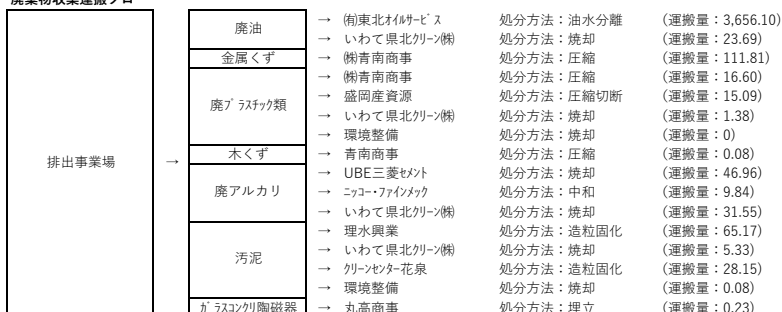 廃棄物収集運搬フロー
廃油 → ㈲東北ｵｲﾙｻｰﾋﾞｽ 処分方法：油水分離 (運搬量：3,656.10)
→ いわて県北ｸﾘｰﾝ㈱ 処分方法：焼却 (運搬量：23.69)
金属くず → ㈱青南商事 処分方法：圧縮 (運搬量：111.81)
廃ﾌﾟﾗｽﾁｯｸ類 → ㈱青南商事 処分方法：圧縮 (運搬量：16.60)
→ 盛岡産資源 処分方法：圧縮切断 (運搬量：15.09)
→ いわて県北ｸﾘｰﾝ㈱ 処分方法：焼却 (運搬量：1.38)
→ 環境整備 処分方法：焼却 (運搬量：0)
排出事業場 → 木くず → 青南商事 処分方法：圧縮 (運搬量：0.08)
廃アルカリ → UBE三菱ｾﾒﾝﾄ 処分方法：焼却 (運搬量：46.96)
→ ﾆｯｺｰ・ﾌｧｲﾝﾒｯｸ 処分方法：中和 (運搬量：9.84)
→ いわて県北ｸﾘｰﾝ㈱ 処分方法：焼却 (運搬量：31.55)
汚泥 → 理水興業 処分方法：造粒固化 (運搬量：65.17)
→ いわて県北ｸﾘｰﾝ㈱ 処分方法：焼却 (運搬量：5.33)
→ ｸﾘｰﾝｾﾝﾀｰ花泉 処分方法：造粒固化 (運搬量：28.15)
→ 環境整備 処分方法：焼却 (運搬量：0.08)
ｶﾞﾗｽｺﾝｸﾘ陶磁器 → 丸高商事 処分方法：埋立 (運搬量：0.23)